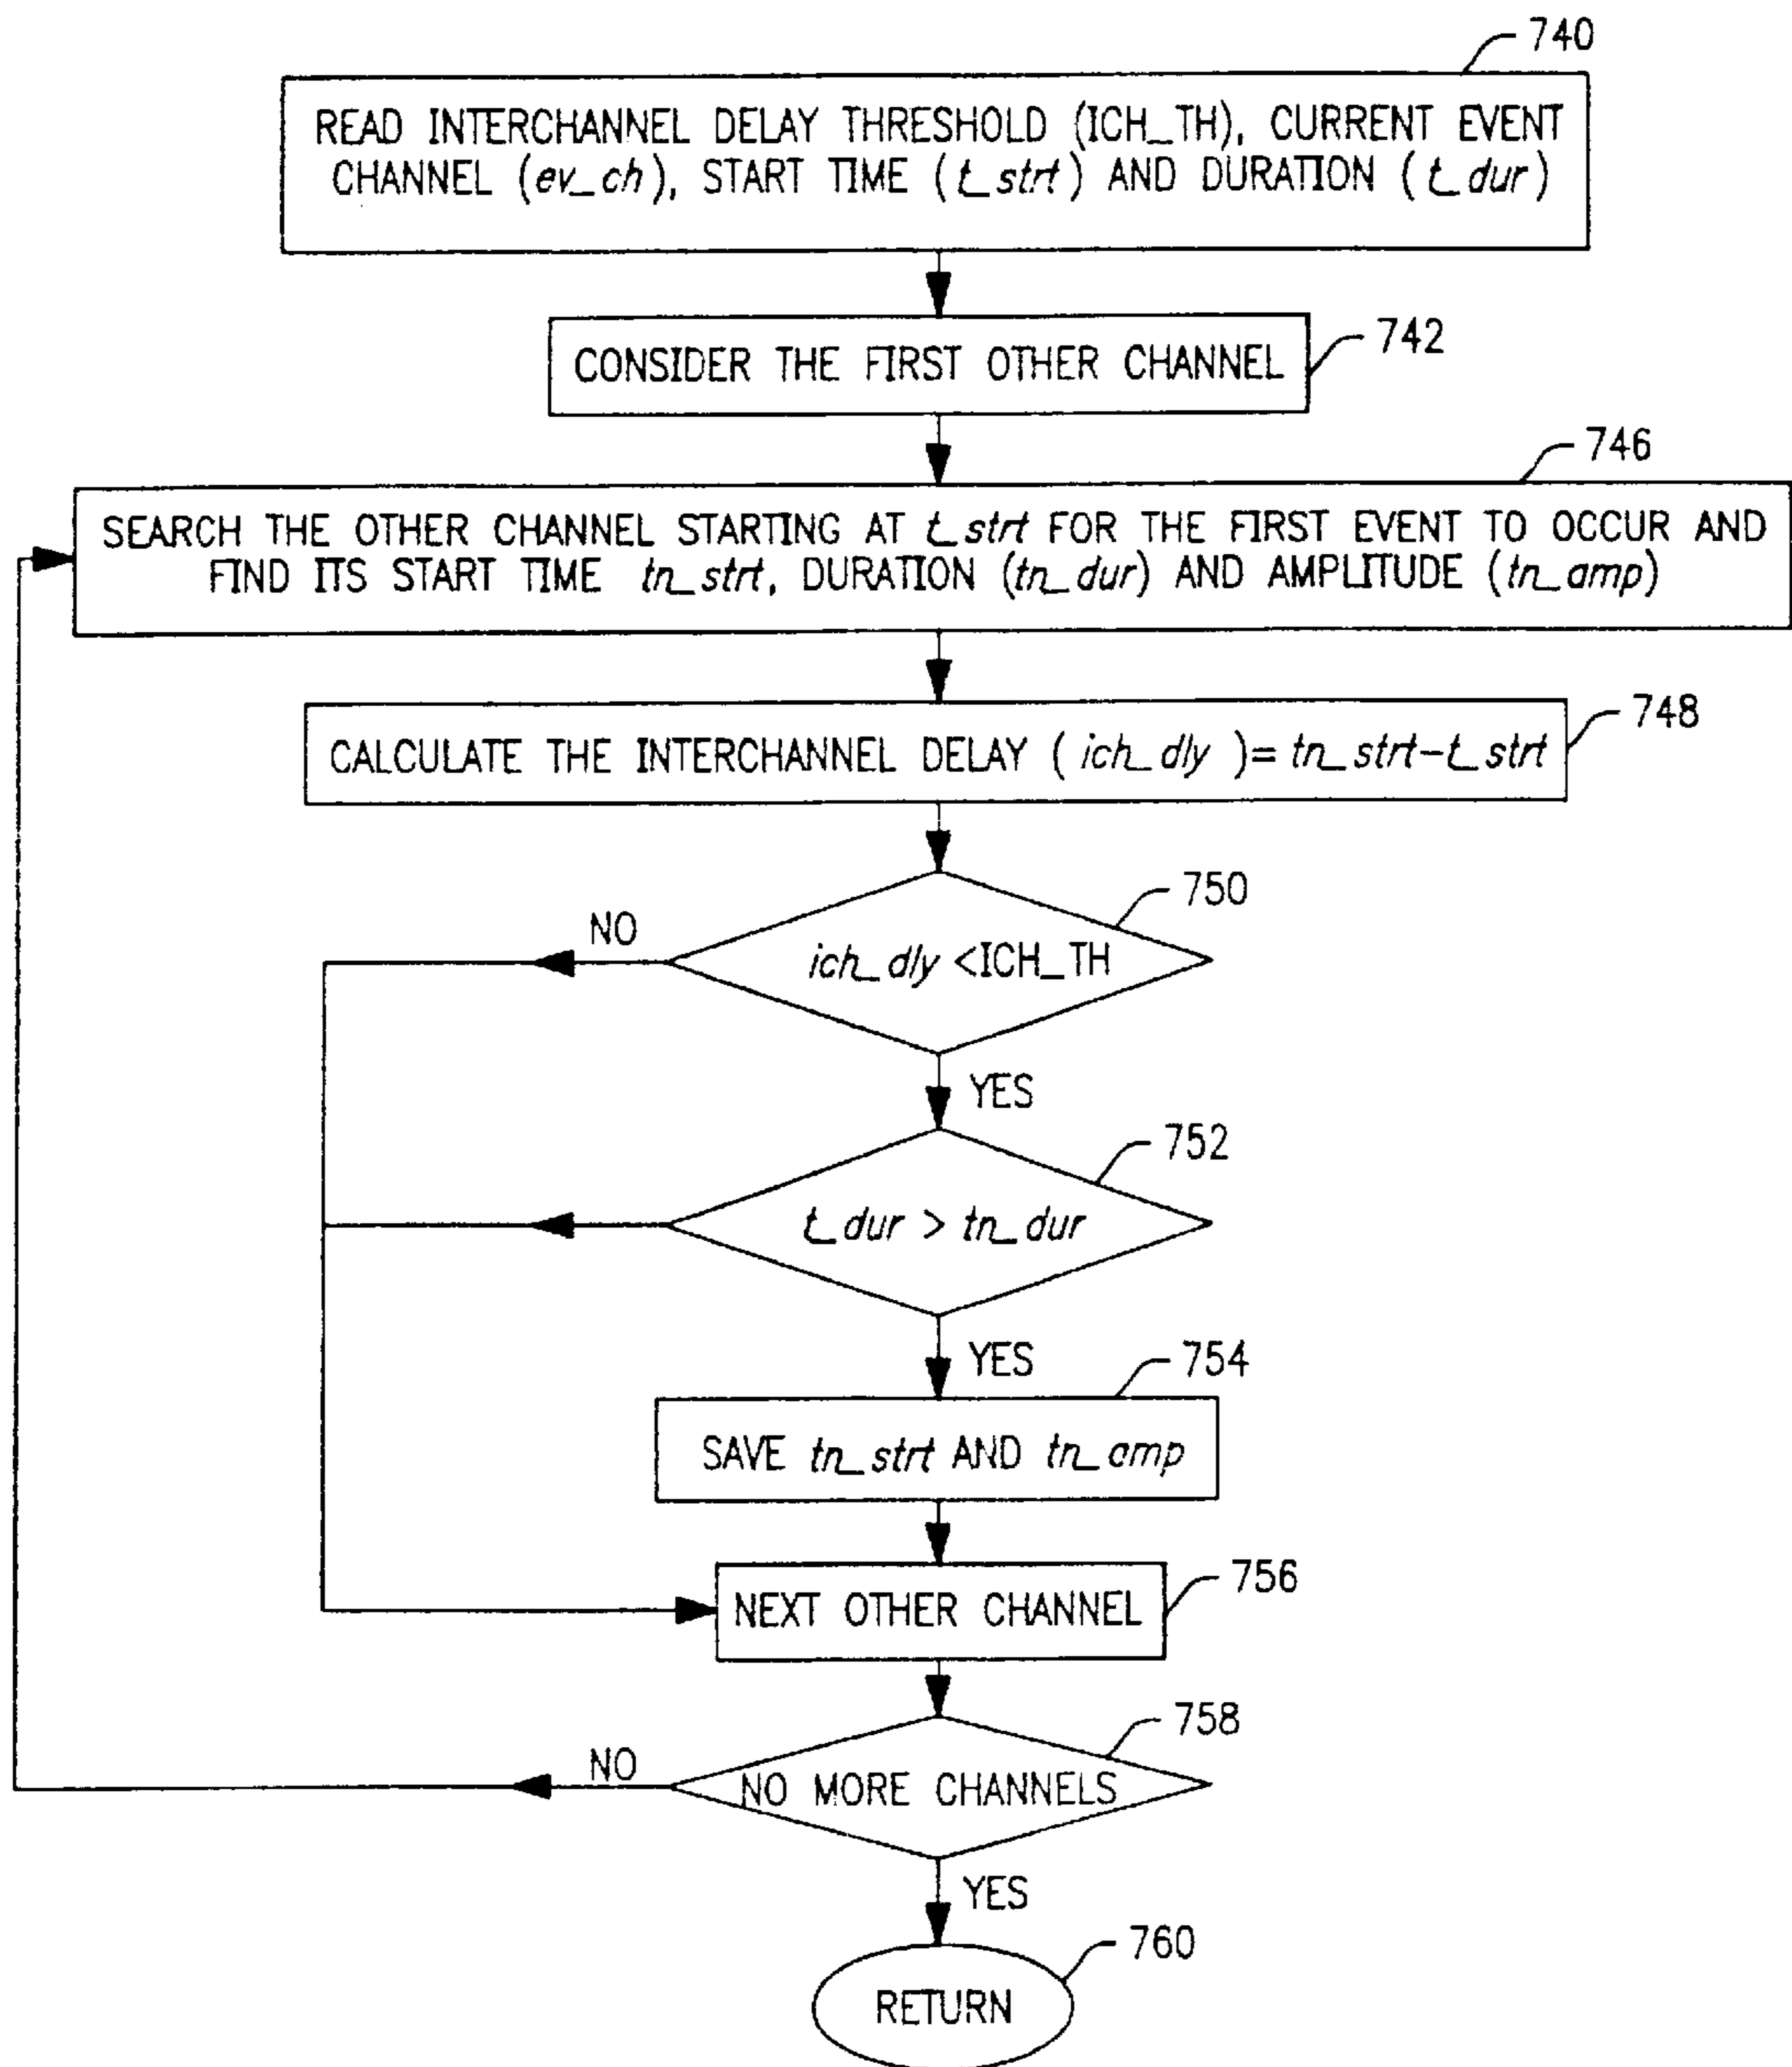 740
READ INTERCHANNEL DELAY THRESHOLD (ICH_TH), CURRENT EVENT
CHANNEL (ev_ch), START TIME (t_strt) AND DURATION (t_dur)
742
CONSIDER THE FIRST OTHER CHANNEL
746
SEARCH THE OTHER CHANNEL STARTING AT t_strt FOR THE FIRST EVENT TO OCCUR AND
FIND ITS START TIME tn_strt, DURATION (tn_dur) AND AMPLITUDE (tn_amp)
748
CALCULATE THE INTERCHANNEL DELAY ( ich_dly )= tn_strt-t_strt
750
NO
ich_dly <ICH_TH
YES
752
t_dur > tn_dur
YES
754
SAVE tn_strt AND tn_amp
756
NEXT OTHER CHANNEL
758
NO
NO MORE CHANNELS
YES
760
RETURN